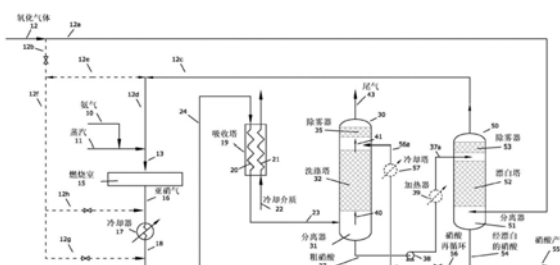 氧化气体
12
12a
12b
12e
12c
12f
12d
氨气
10
蒸汽
11
13
燃烧室
15
亚硝气
16
12h
冷却器
17
12g
18
24
吸收塔
19
20
21
冷却介质
22
23
尾气
43
30
除雾器
35
41
洗涤塔
32
40
分离器
31
粗硝酸
56a
冷却塔
57
37a
加热器
39
38
硝酸
再循环
56
50
除雾器
53
漂白塔
52
分离器
51
经漂白
的硝酸
54
硝酸产
55